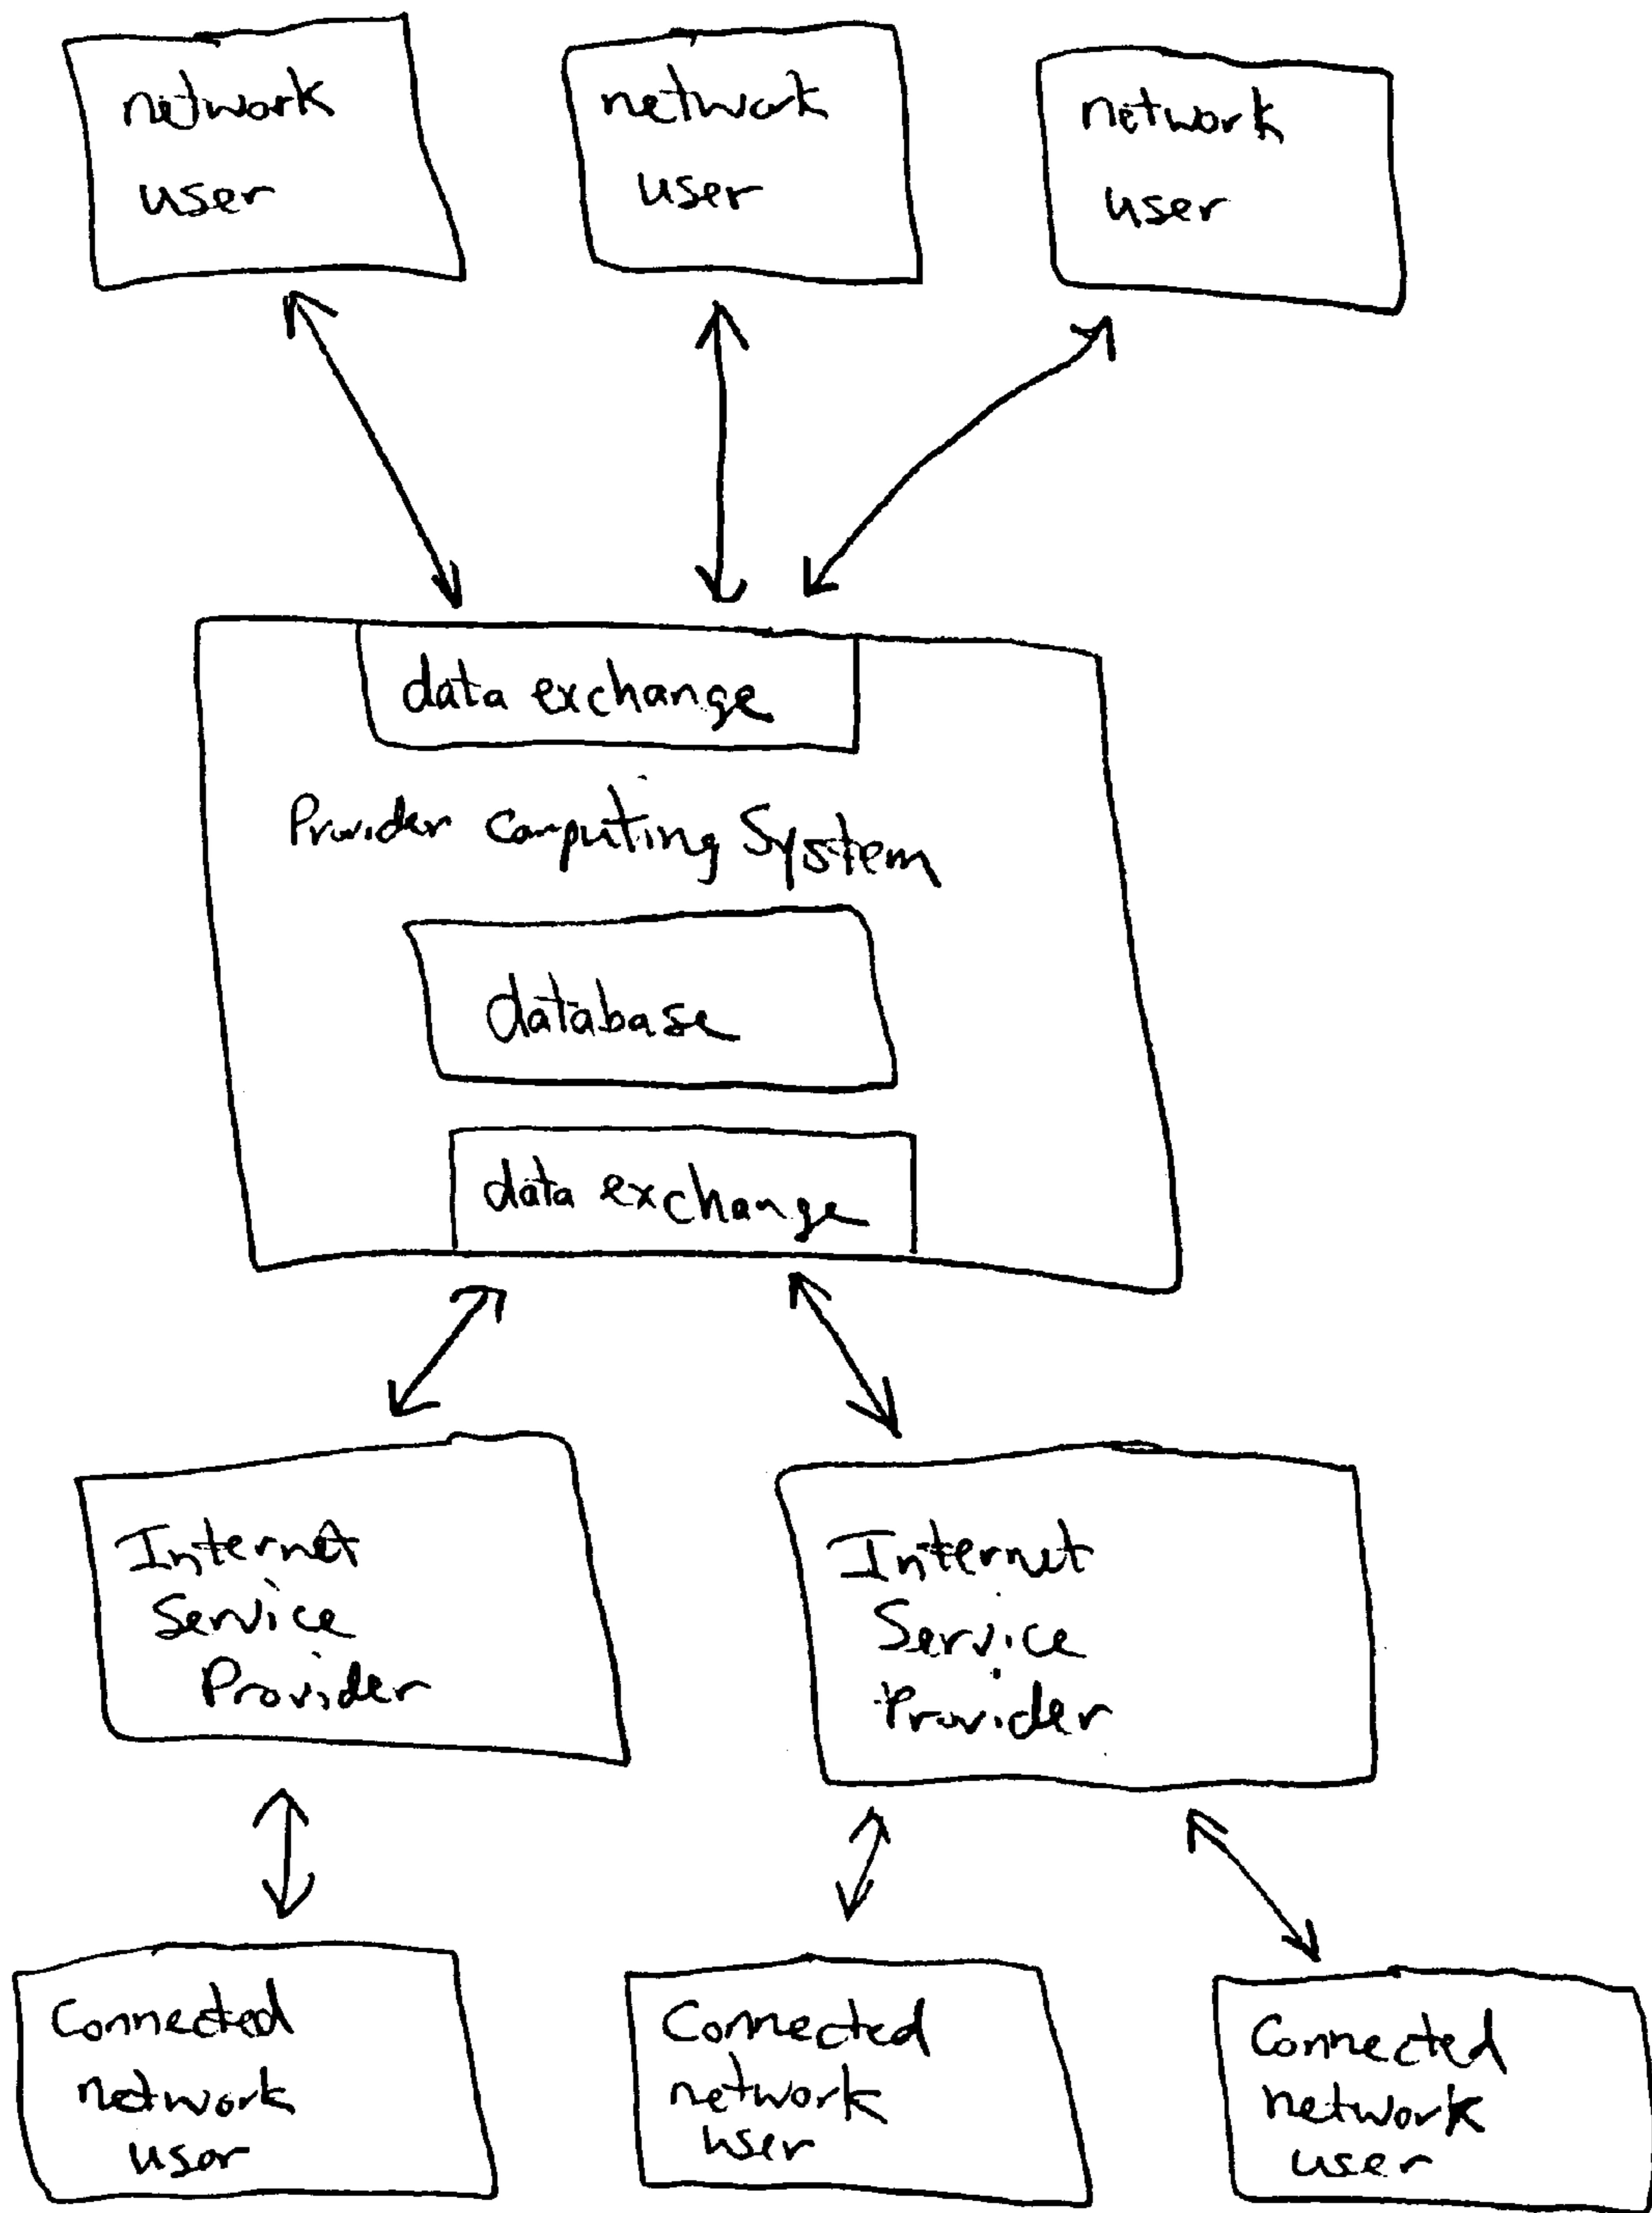 network
user
network
user
network
user
data exchange
Provider Computing System
database
data exchange
Internet
Service
Provider
Internet
Service
Provider
Connected
network
user
Connected
network
user
Connected
network
user